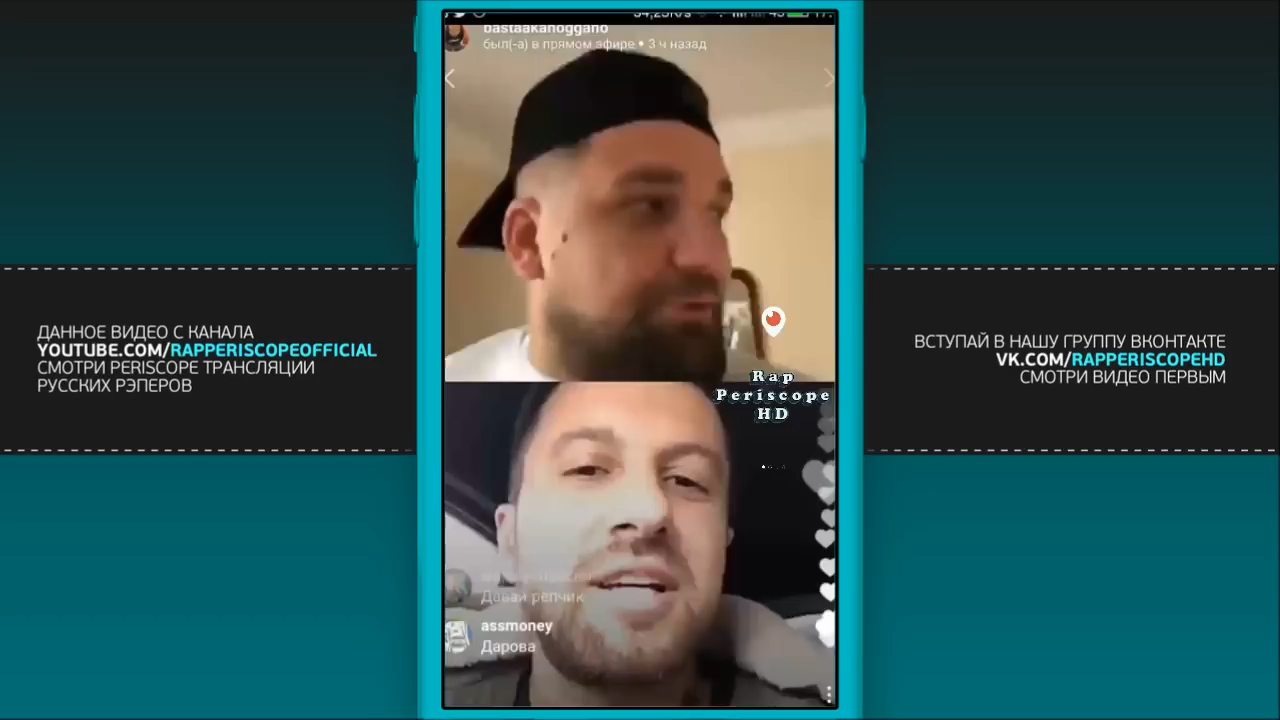 bastaakanoggano
был(-а) в прямом эфире • 3 ч назад
ДАННОЕ ВИДЕО С КАНАЛА
YOUTUBE.COM/RAPPERISCOPEOFFICIAL
СМОТРИ PERISCOPE ТРАНСЛЯЦИИ
РУССКИХ РЭПЕРОВ
ВСТУПАЙ В НАШУ ГРУППУ ВКОНТАКТЕ
VK.COM/RAPPERISCOPEHD
СМОТРИ ВИДЕО ПЕРВЫМ
Rap
Periscope
HD
Давай репчик
assmoney
Дарова